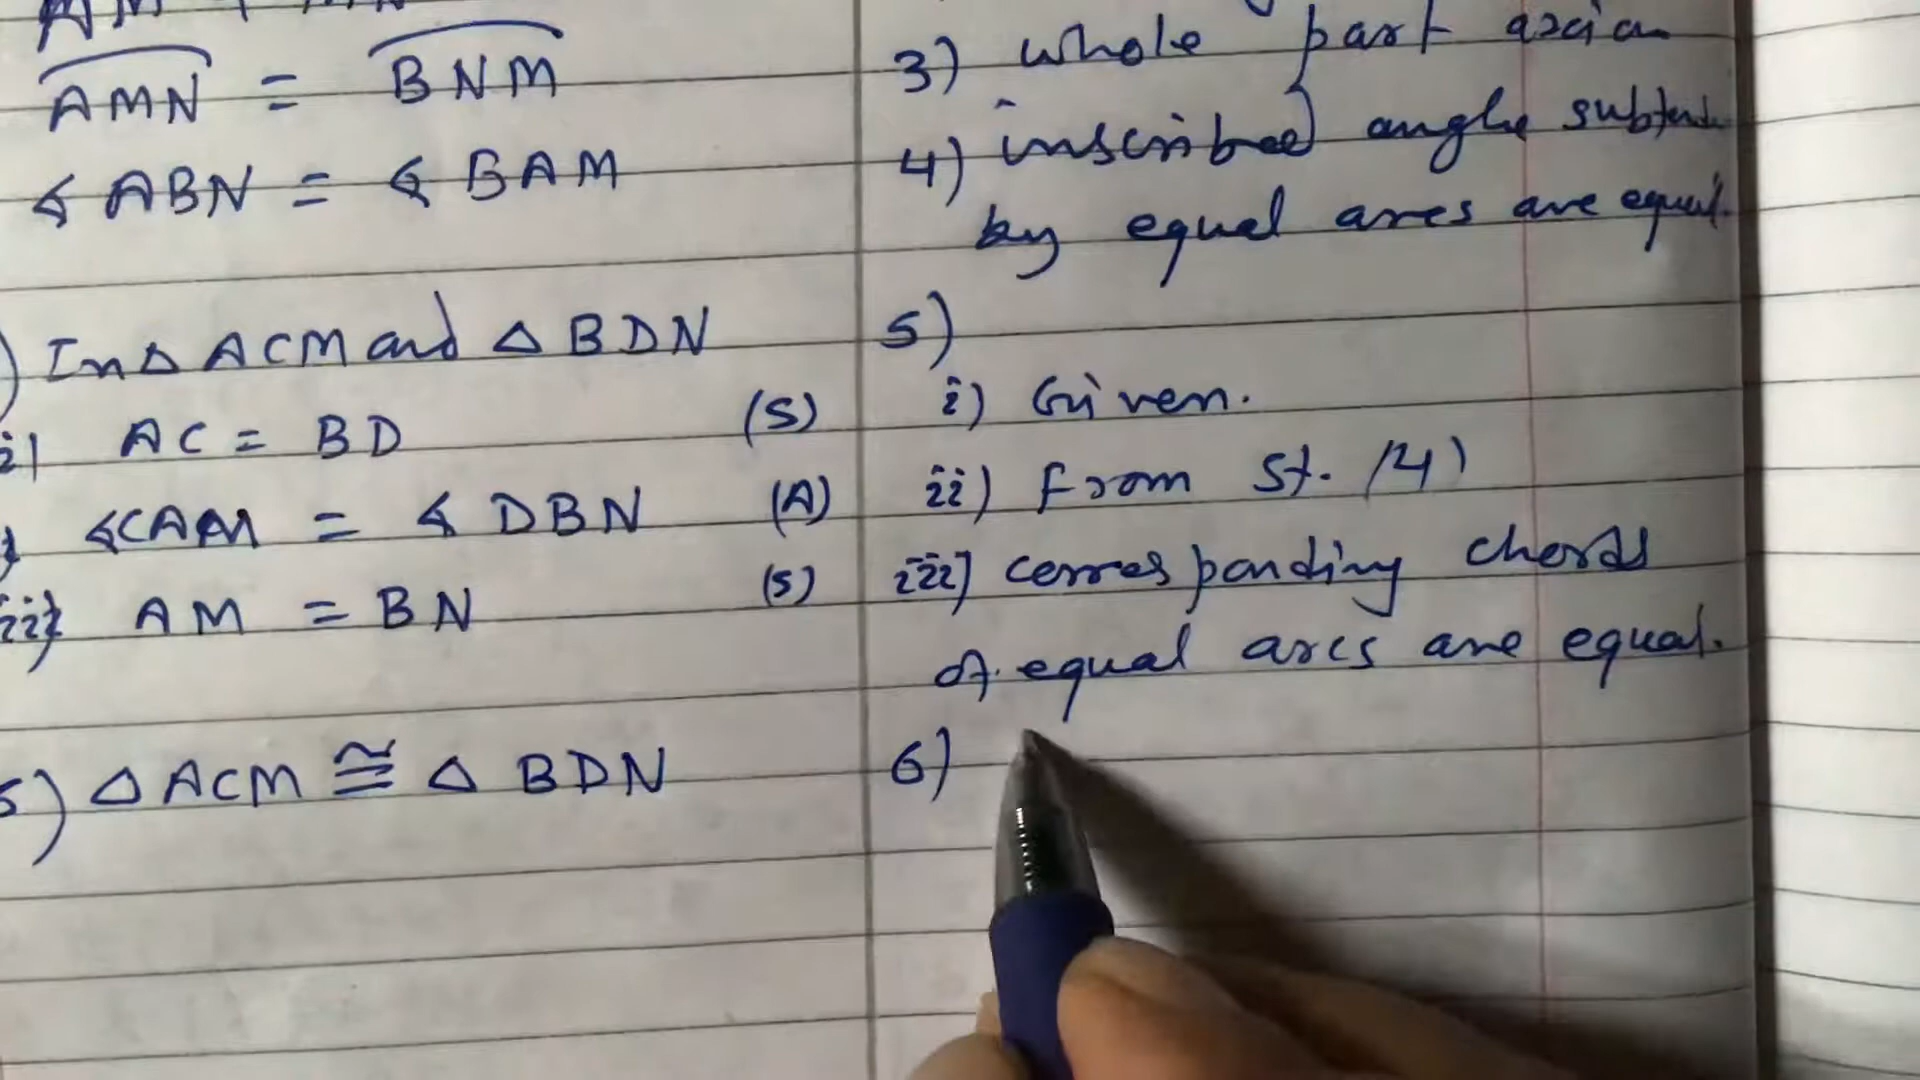 AMN = BNM
∢ ABN = ∢ BAM
) In △ ACM and △ BDN
i) AC = BD (S)
∢CAM = ∢ DBN (A)
iii) AM = BN (S)
6) △ ACM ≅ △ BDN
3) whole part axiom
4) inscribed angle
by equal arcs are equal.
5)
i) Given.
ii) From St. (4)
iii) corresponding chords
of equal arcs are equal.
6)